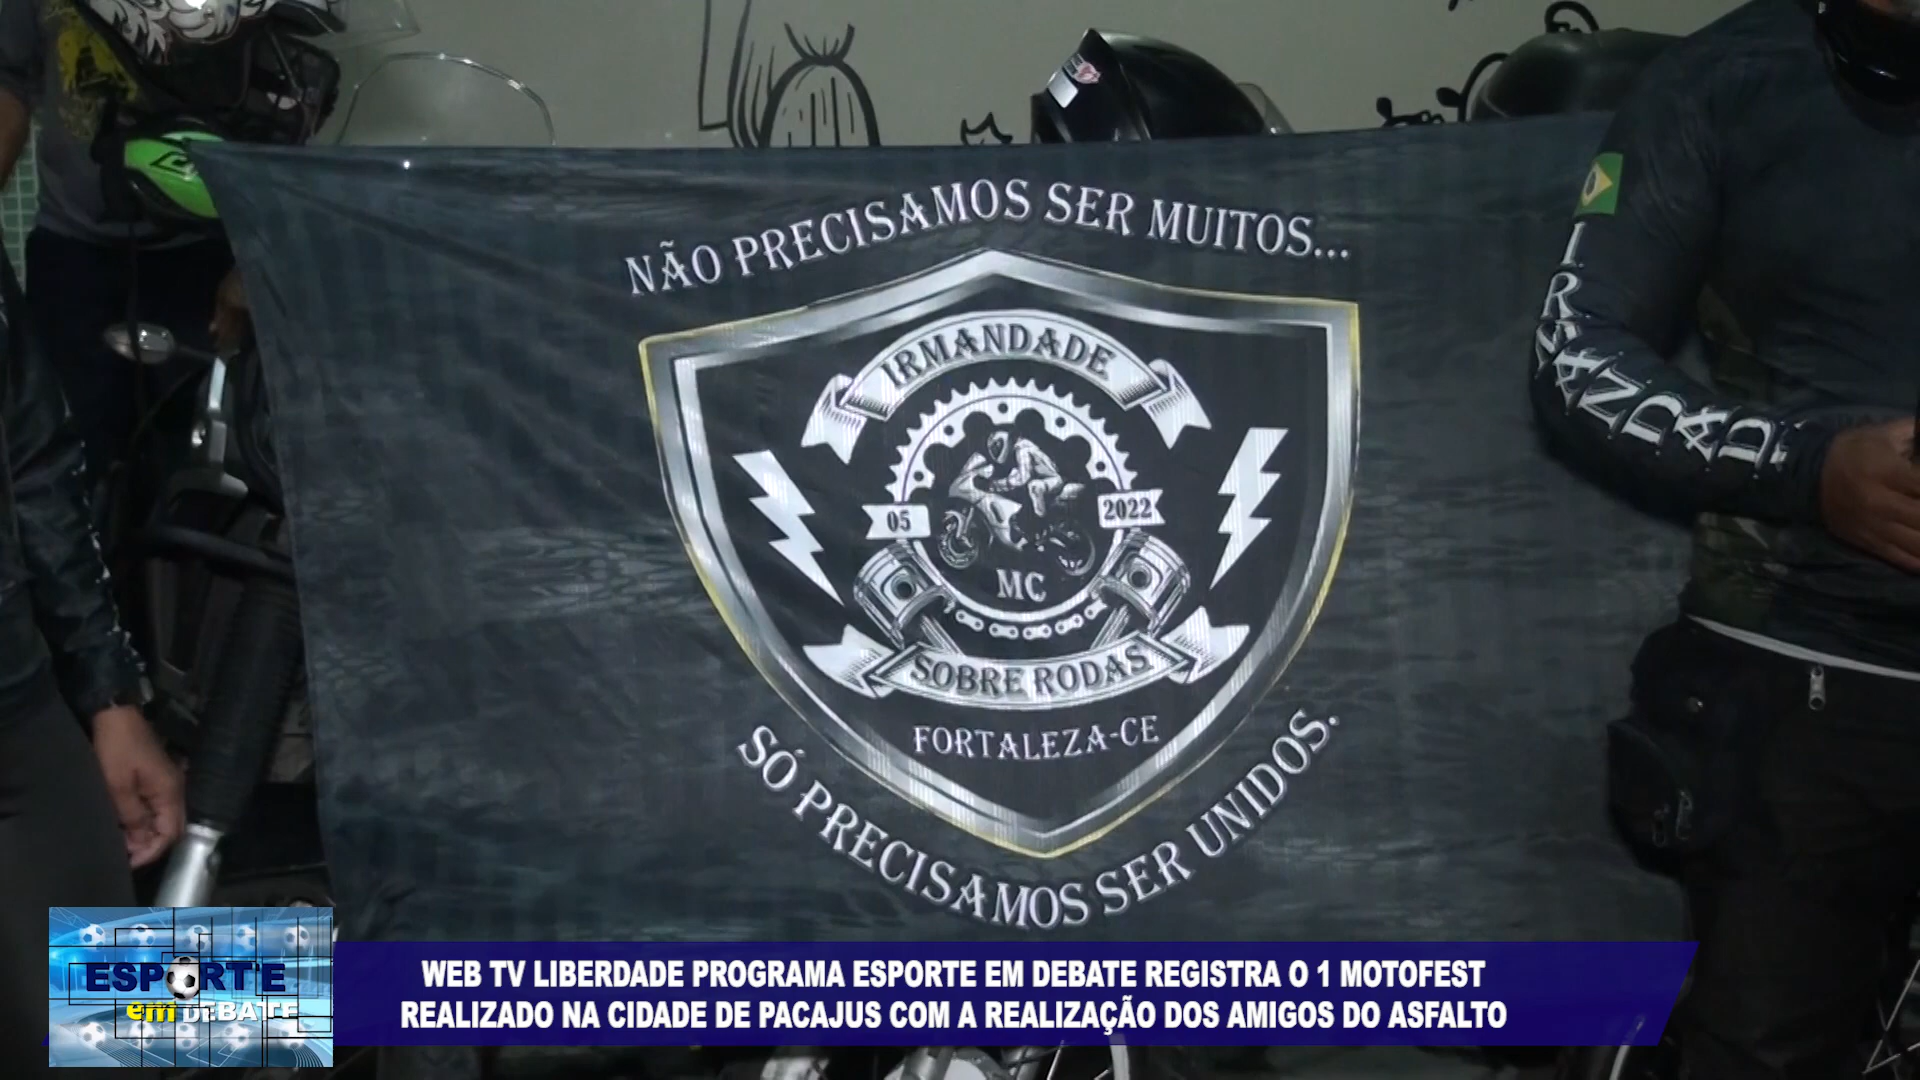 NÃO PRECISAMOS SER MUITOS...
IRMANDADE
05
2022
MC
SOBRE RODAS
FORTALEZA-CE
SÓ PRECISAMOS SER UNIDOS.
IRMANDAD
ESPORTE
em DEBATE
WEB TV LIBERDADE PROGRAMA ESPORTE EM DEBATE REGISTRA O 1 MOTOFEST
REALIZADO NA CIDADE DE PACAJUS COM A REALIZAÇÃO DOS AMIGOS DO ASFALTO